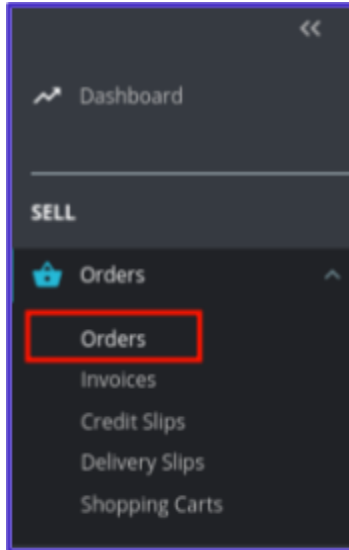 Dashboard
SELL
Orders
Orders
Invoices
Credit Slips
Delivery Slips
Shopping Carts